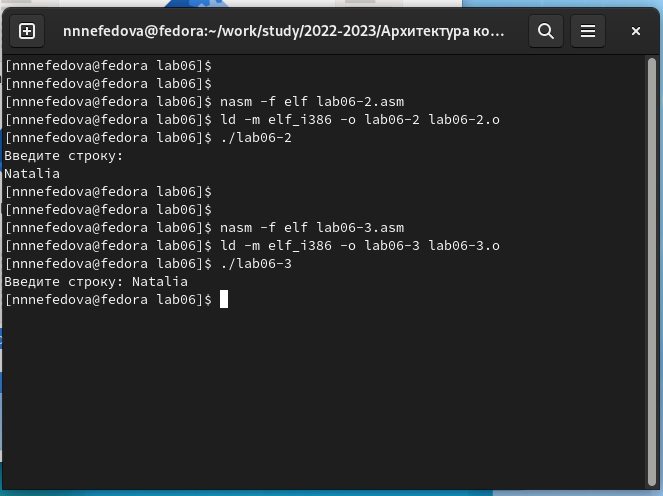 nnnefedova@fedora:~/work/study/2022-2023/Архитектура ко…
[nnnefedova@fedora lab06]$
[nnnefedova@fedora lab06]$
[nnnefedova@fedora lab06]$ nasm -f elf lab06-2.asm
[nnnefedova@fedora lab06]$ ld -m elf_i386 -o lab06-2 lab06-2.o
[nnnefedova@fedora lab06]$ ./lab06-2
Введите строку:
Natalia
[nnnefedova@fedora lab06]$
[nnnefedova@fedora lab06]$
[nnnefedova@fedora lab06]$ nasm -f elf lab06-3.asm
[nnnefedova@fedora lab06]$ ld -m elf_i386 -o lab06-3 lab06-3.o
[nnnefedova@fedora lab06]$ ./lab06-3
Введите строку: Natalia
[nnnefedova@fedora lab06]$